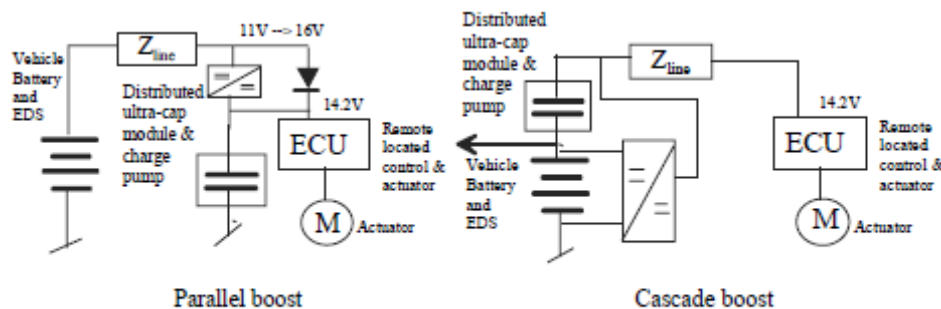 11V --> 16V
Z line
Vehicle
Battery
and
EDS
Distributed
ultra-cap
module &
charge
pump
14.2V
ECU
Remote
located
control &
actuator
M
Actuator
Parallel boost
Distributed
ultra-cap
module &
charge
pump
Z line
14.2V
ECU
Remote
located
control &
actuator
Vehicle
Battery
and
EDS
M
Actuator
Cascade boost